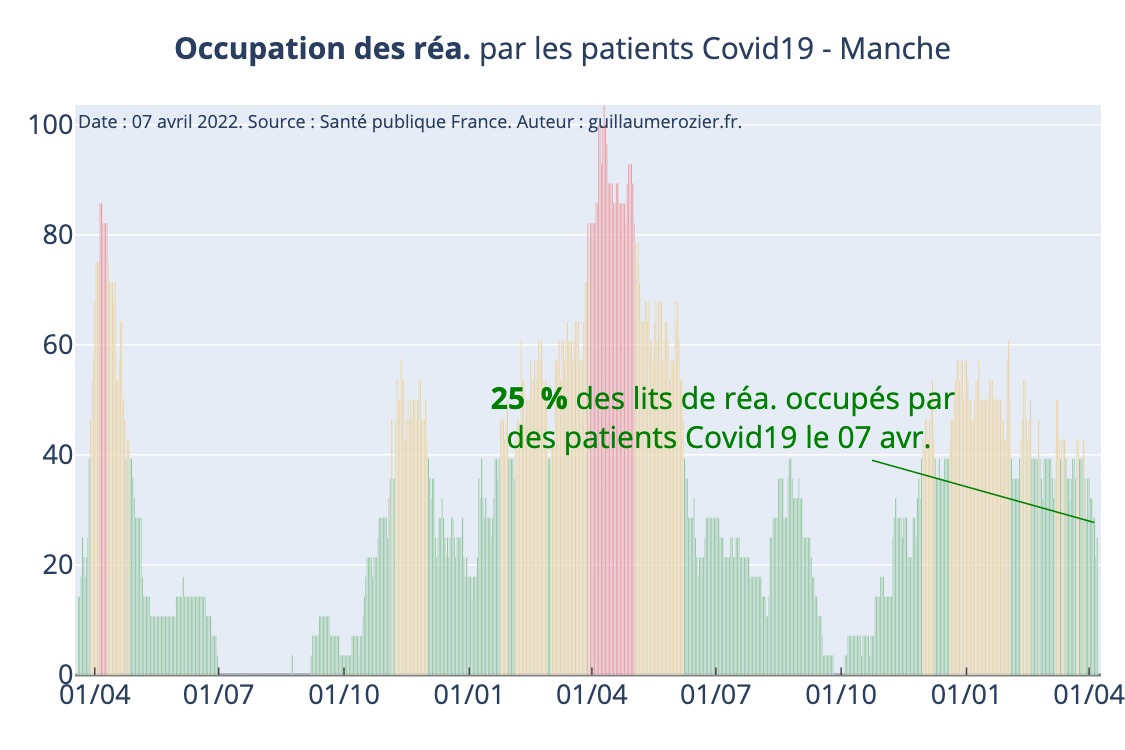 Occupation des réa. par les patients Covid19 - Manche
Date : 07 avril 2022. Source : Santé publique France. Auteur : guillaumerozier.fr.
100
80
60
40
20
0
25 % des lits de réa. occupés par
des patients Covid19 le 07 avr.
01/04 01/07 01/10 01/01 01/04 01/07 01/10 01/01 01/04